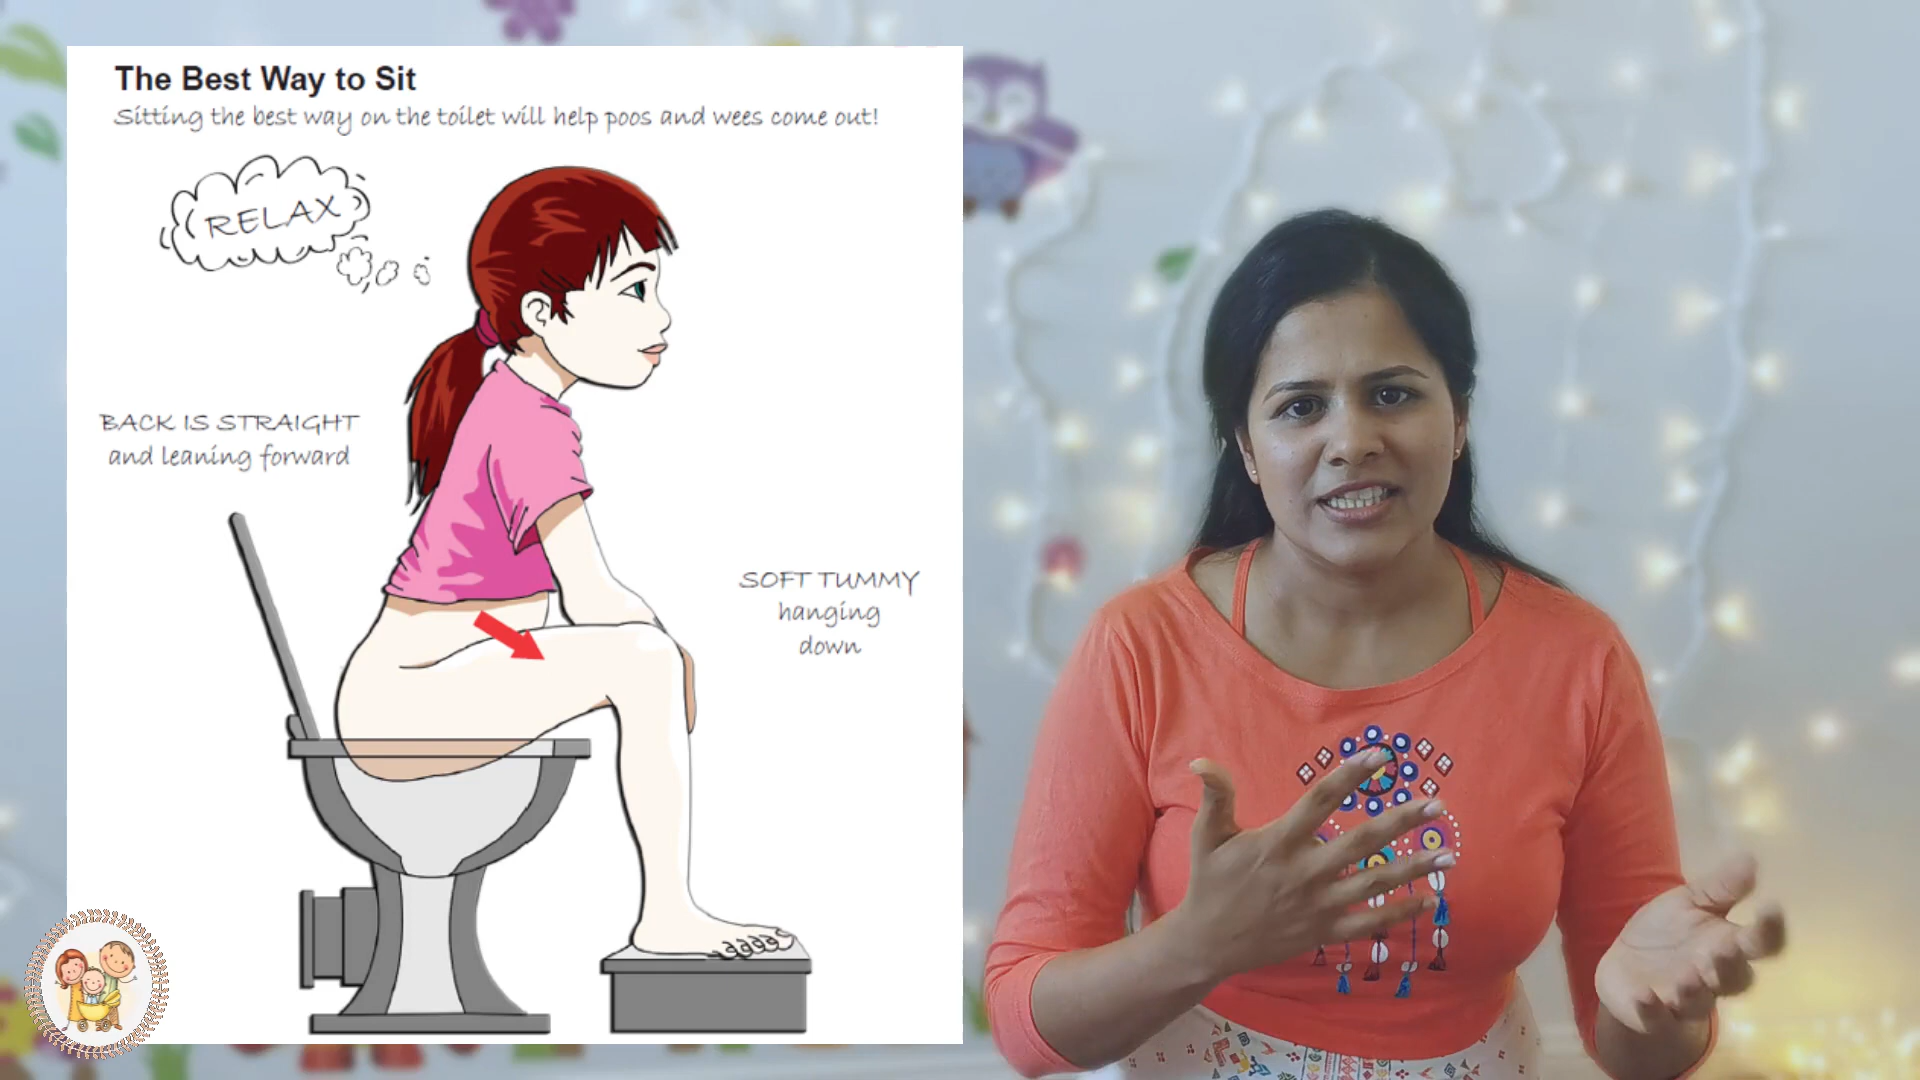 The Best Way to Sit
Sitting the best way on the toilet will help poos and wees come out!
RELAX
BACK IS STRAIGHT
and leaning forward
SOFT TUMMY
hanging
down